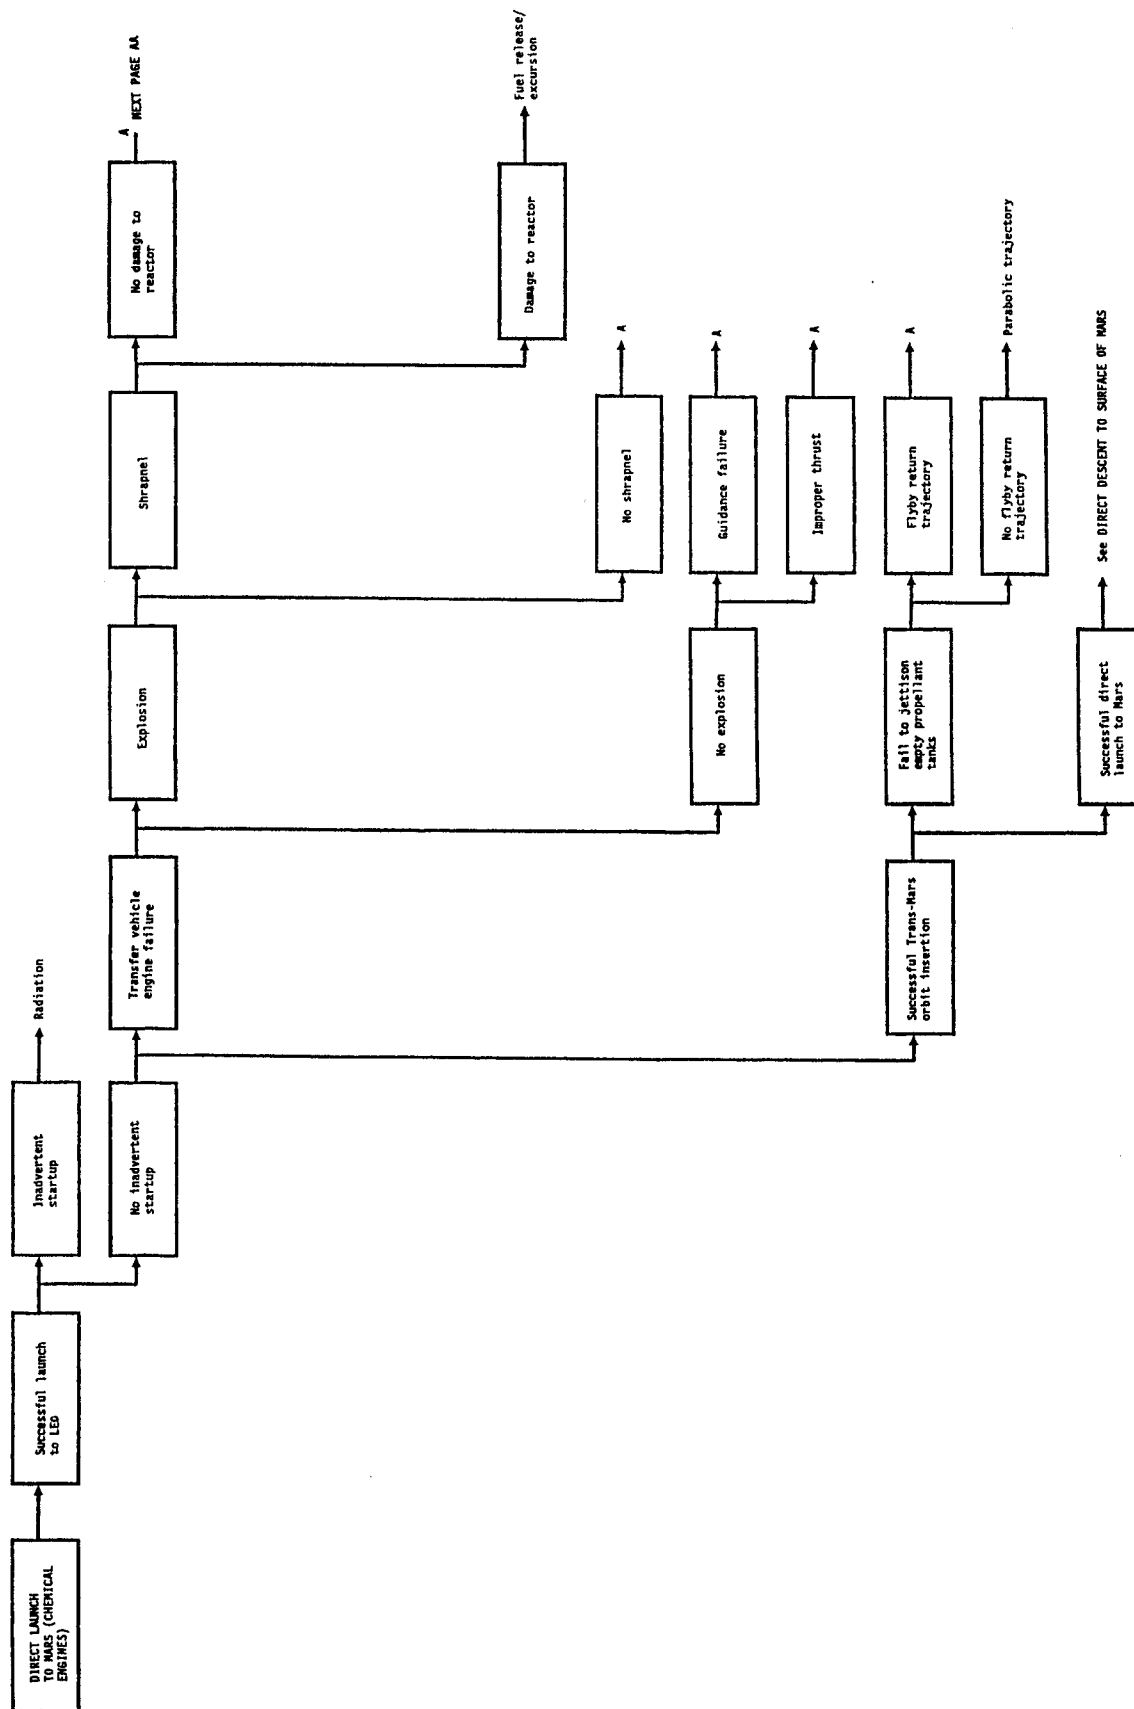 DIRECT LAUNCH
TO MARS (CHEMICAL
ENGINES)
Successful launch
to LEO
Inadvertent
startup
Radiation
No inadvertent
startup
Transfer vehicle
engine failure
Explosion
Shrapnel
No damage to
reactor
A
NEXT PAGE AA
Damage to reactor
Fuel release/
excursion
No shrapnel
A
No explosion
Guidance failure
A
Improper thrust
A
Successful Trans-Mars
orbit insertion
Fail to jettison
empty propellant
tanks
Flyby return
trajectory
A
No flyby return
trajectory
Parabolic trajectory
Successful direct
launch to Mars
See DIRECT DESCENT TO SURFACE OF MARS